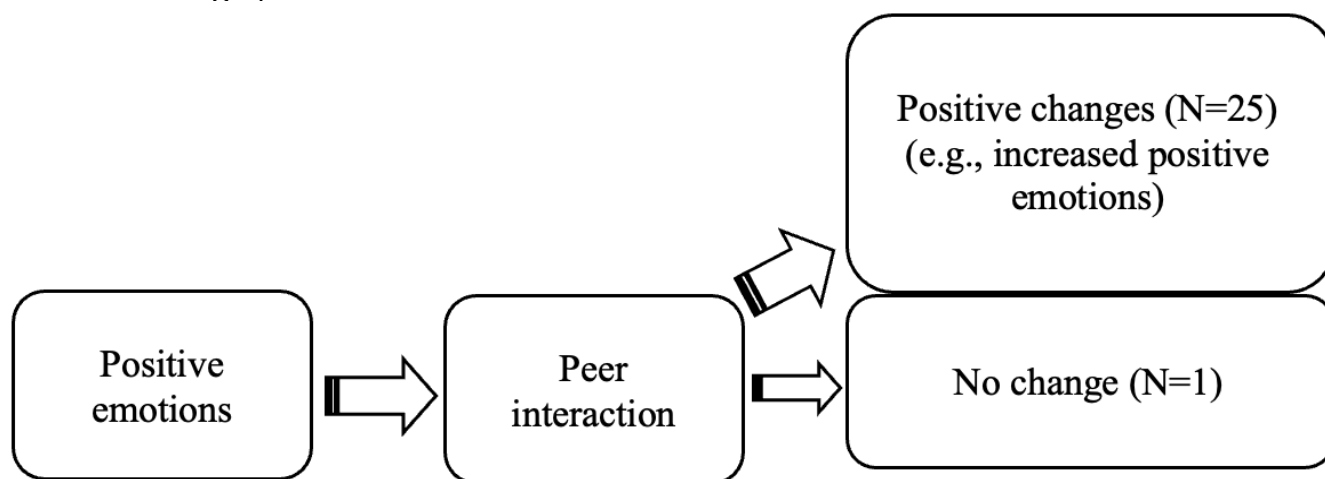 Positive changes (N=25)
(e.g., increased positive
emotions)
Positive
emotions
Peer
interaction
No change (N=1)